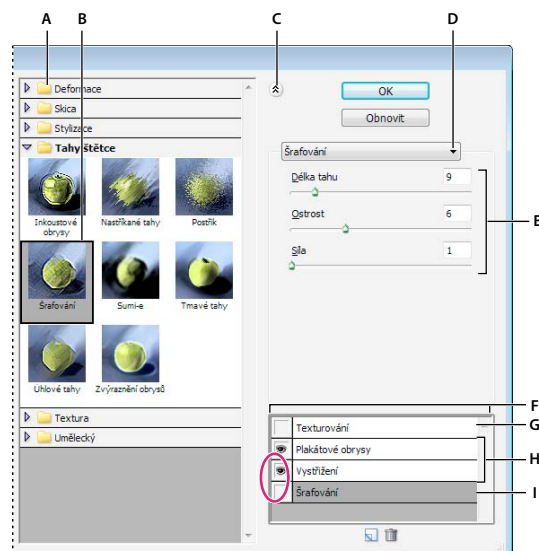 A B C D
Deformace
Skica
Stylizace
Tahy štětce
Inkoustové obrysy
Nastříkané tahy
Postřik
Šrafování
Sumi-e
Tmavé tahy
Úhlové tahy
Zvýraznění obrysů
Textura
Umělecký
OK
Obnovit
Šrafování
Délka tahu 9
Ostrost 6
Síla 1
E
F
Texturování G
Plakátové obrysy
H
Vystřižení
Šrafování I